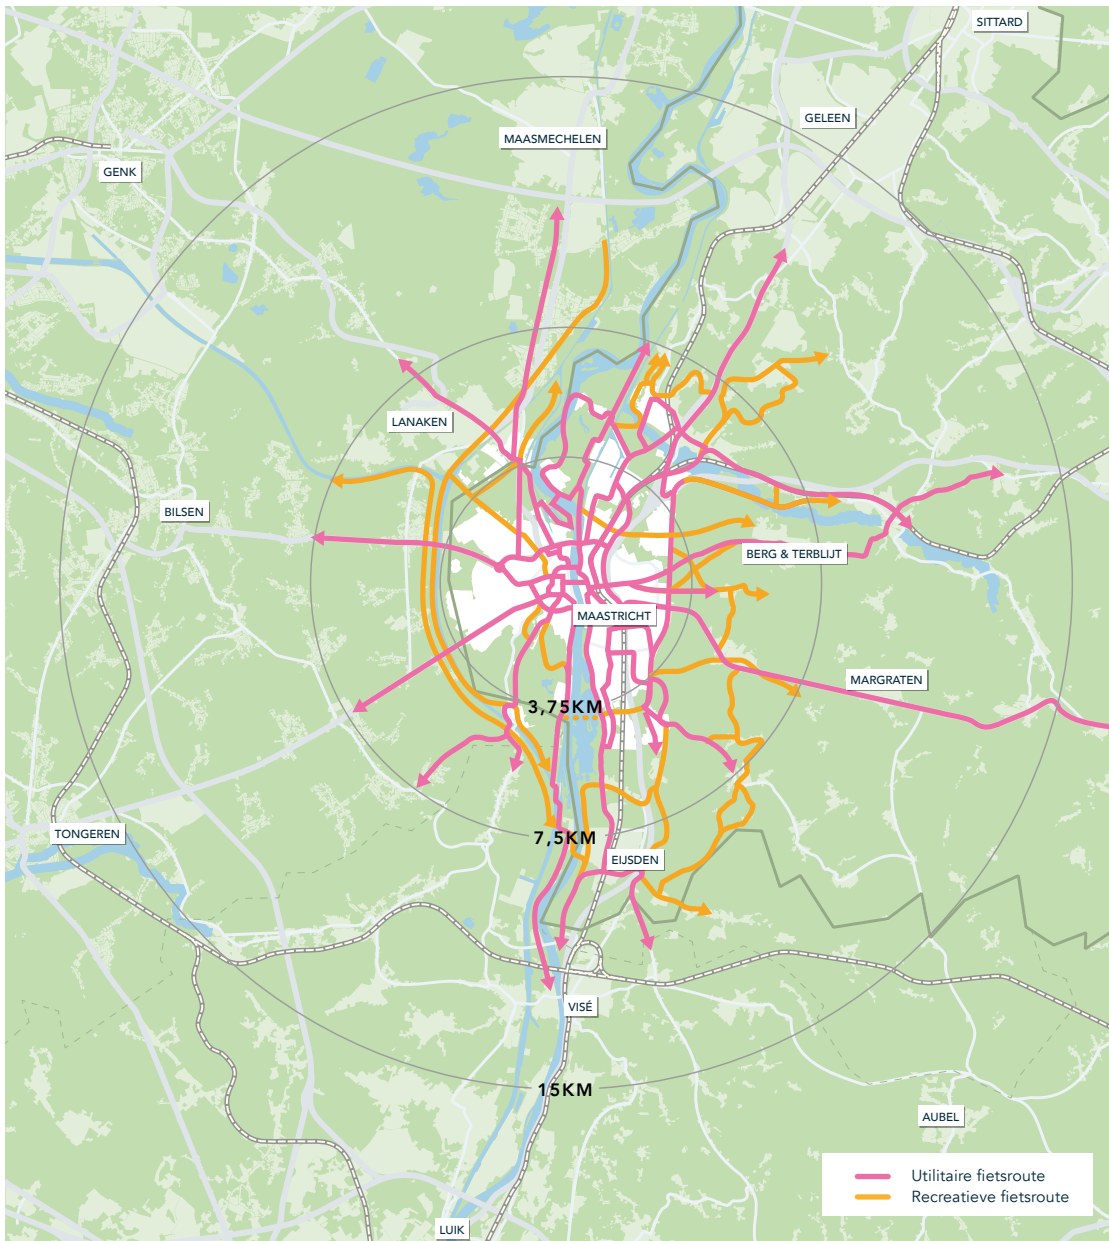 SITTARD
GELEEN
MAASMECHELEN
GENK
LANAKEN
BILSEN
BERG & TERBLIJT
MAASTRICHT
MARGRATEN
3,75KM
TONGEREN
7,5KM
EIJSDEN
VISÉ
15KM
AUBEL
Utilitaire fietsroute
Recreatieve fietsroute
LUIK